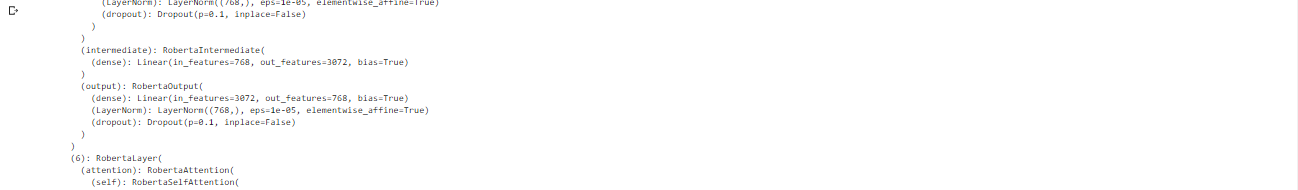 (LayerNorm): LayerNorm((768,), eps=1e-05, elementwise_affine=True)
(dropout): Dropout(p=0.1, inplace=False)
)
)
(intermediate): RobertaIntermediate(
(dense): Linear(in_features=768, out_features=3072, bias=True)
)
(output): RobertaOutput(
(dense): Linear(in_features=3072, out_features=768, bias=True)
(LayerNorm): LayerNorm((768,), eps=1e-05, elementwise_affine=True)
(dropout): Dropout(p=0.1, inplace=False)
)
)
(6): RobertaLayer(
(attention): RobertaAttention(
(self): RobertaSelfAttention(